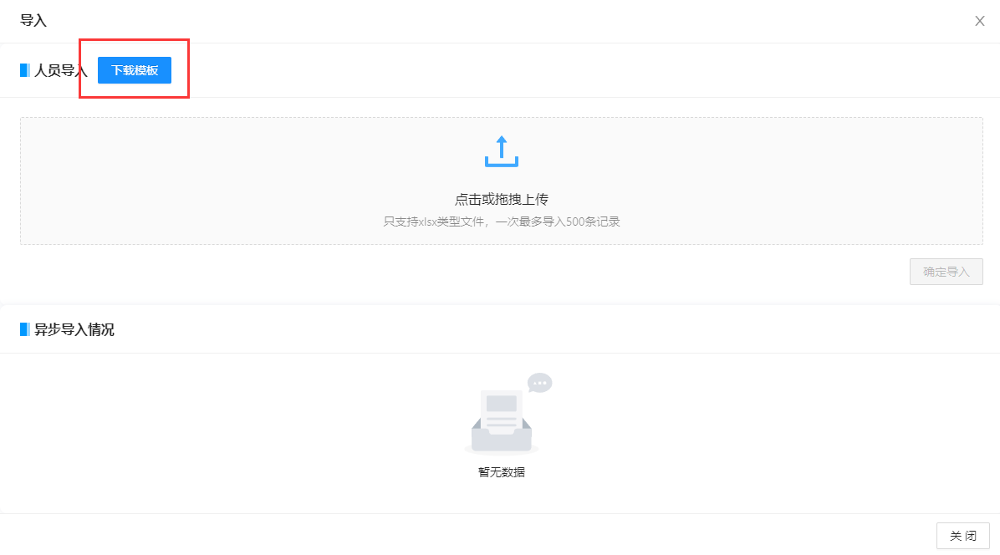 导入
人员导入 下载模板
点击或拖拽上传
只支持xlsx类型文件，一次最多导入500条记录
确定导入
异步导入情况
暂无数据
关 闭